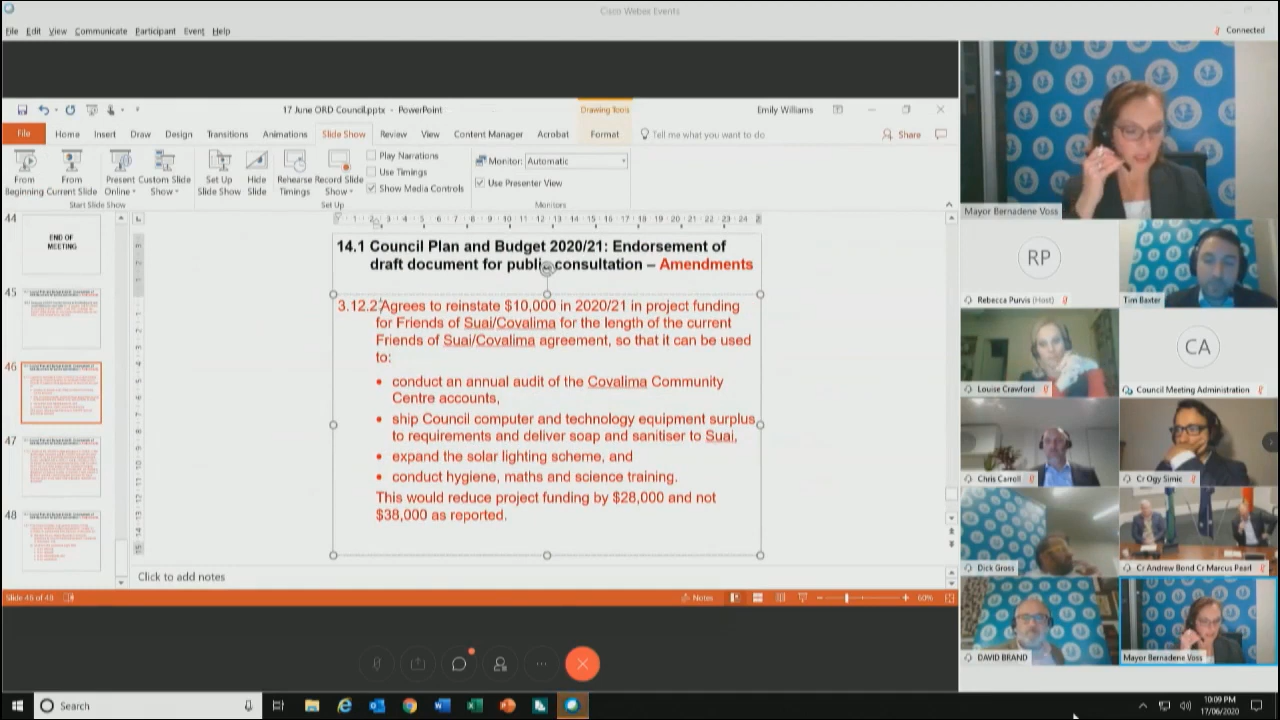 Cisco Webex Events
File Edit View Communicate Participant Event Help
Connected
17 June ORD Council.pptx - PowerPoint
Drawing Tools
Emily Williams
File Home Insert Draw Design Transitions Animations Slide Show Review View Content Manager Acrobat Format Tell me what you want to do Share
From Beginning
From Current Slide
Present Online
Custom Slide Show
Start Slide Show
Set Up Slide Show
Hide Slide
Rehearse Timings
Record Slide Show
Play Narrations
Use Timings
Show Media Controls
Set Up
Monitor: Automatic
Use Presenter View
Monitors
44
END OF
MEETING
45
46
47
48
14.1 Council Plan and Budget 2020/21: Endorsement of
draft document for public consultation – Amendments
3.12.2 Agrees to reinstate $10,000 in 2020/21 in project funding
for Friends of Suai/Covalima for the length of the current
Friends of Suai/Covalima agreement, so that it can be used
to:
• conduct an annual audit of the Covalima Community
Centre accounts,
• ship Council computer and technology equipment surplus
to requirements and deliver soap and sanitiser to Suai,
• expand the solar lighting scheme, and
• conduct hygiene, maths and science training.
This would reduce project funding by $28,000 and not
$38,000 as reported.
Click to add notes
Notes
60%
Mayor Bernadene Voss
RP
Rebecca Purvis (Host)
Tim Baxter
Louise Crawford
CA
Council Meeting Administration
Chris Carroll
Cr Ogy Simic
Dick Gross
Cr Andrew Bond Cr Marcus Pearl
DAVID BRAND
Mayor Bernadene Voss
Search
10:09 PM
17/06/2020